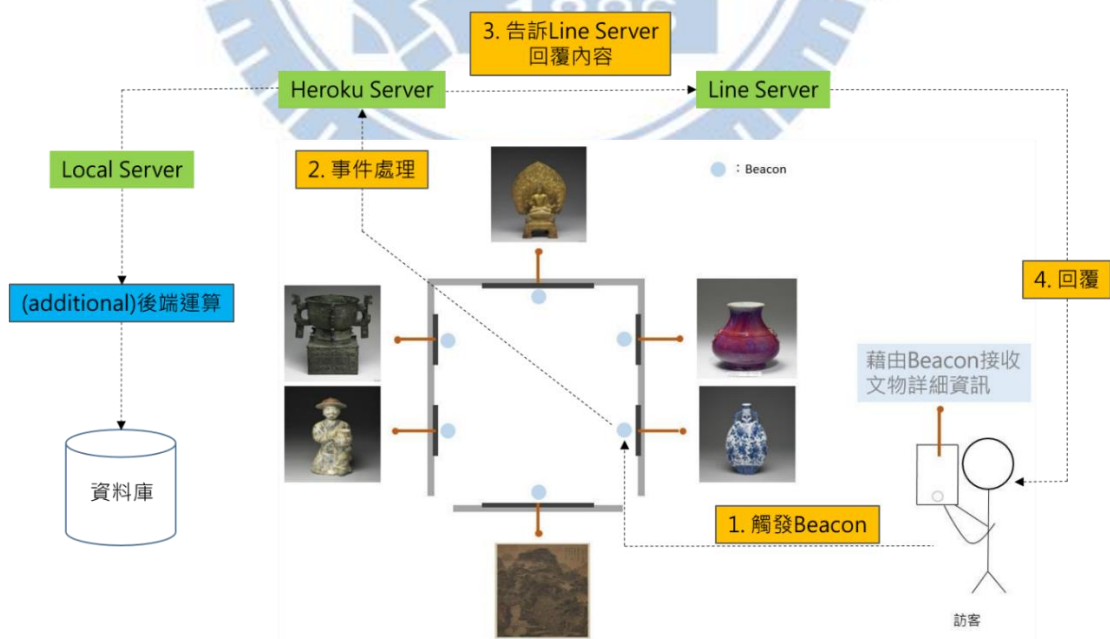 1896
3. 告訴Line Server
回覆內容
Heroku Server
Line Server
Local Server
2. 事件處理
：Beacon
(additional)後端運算
4. 回覆
藉由Beacon接收
文物詳細資訊
資料庫
1. 觸發Beacon
訪客